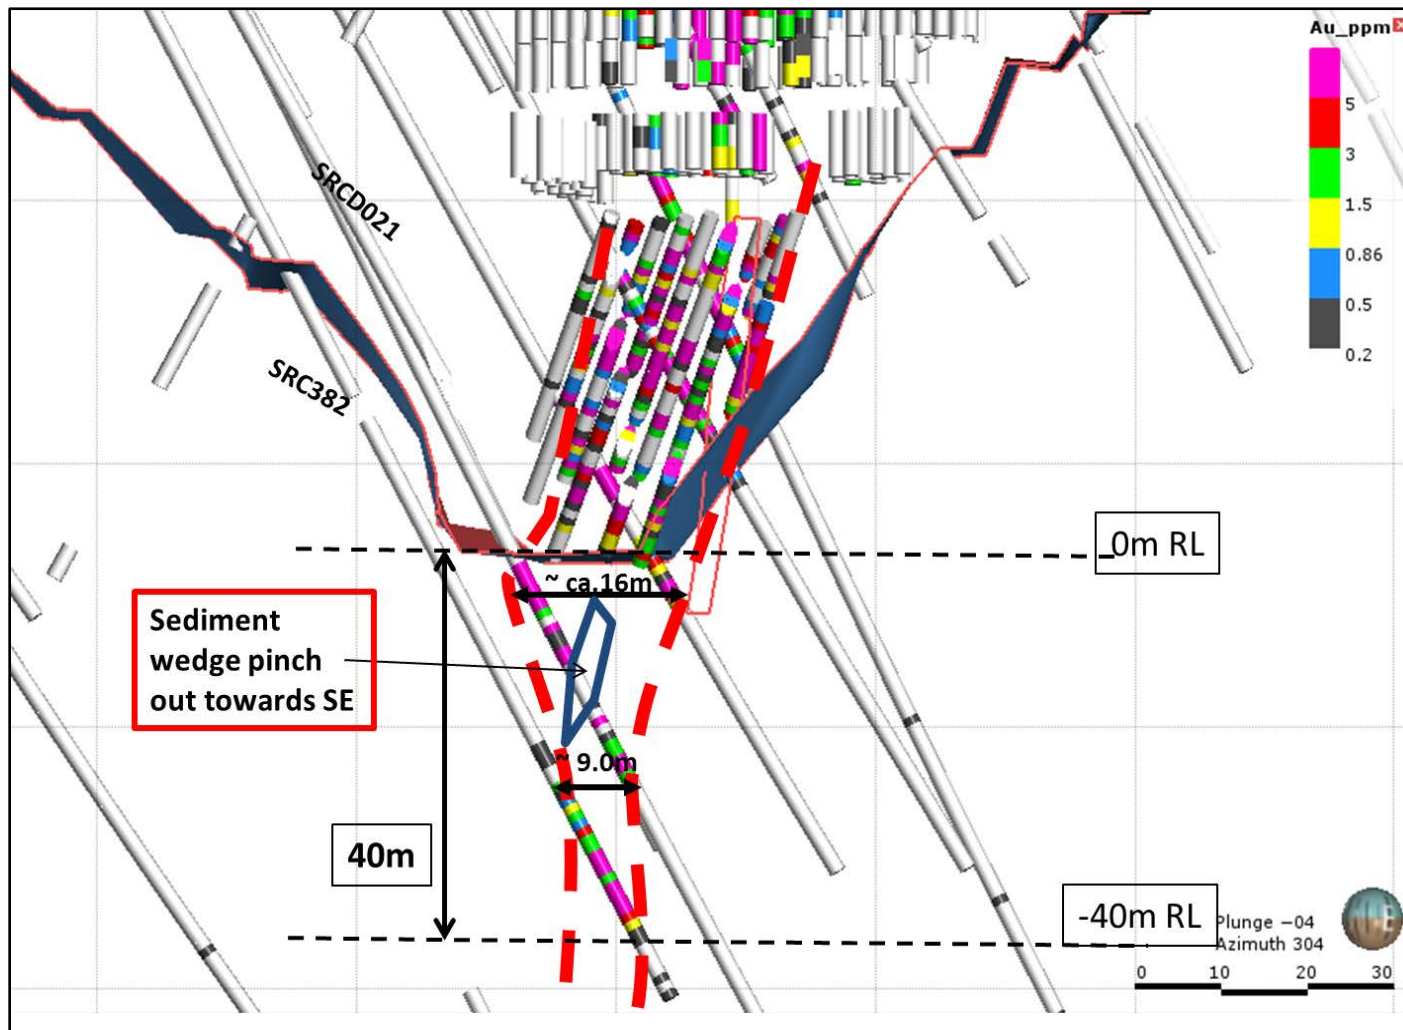 Au_ppm
5
3
1.5
0.86
0.5
0.2
SRCD021
SRC382
0m RL
~ ca.16m
Sediment
wedge pinch
out towards SE
~ 9.0m
40m
-40m RL
Plunge −04
Azimuth 304
E
0 10 20 30